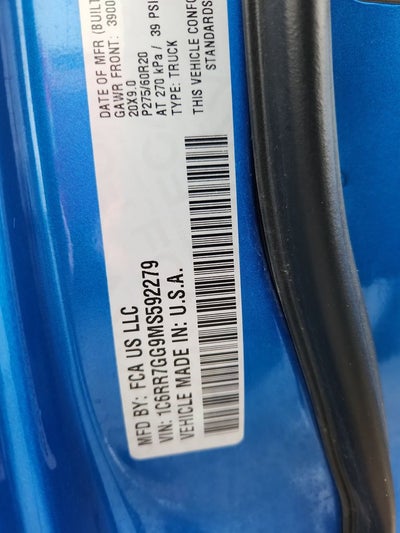 DATE OF MFR (BUILT
GAWR FRONT: 3900
20X9.0
P275/60R20
AT 270 kPa / 39 PSI
TYPE: TRUCK
THIS VEHICLE CONFO
STANDARDS
MFD BY: FCA US LLC
VIN: 1C6RR7GG9MS592279
VEHICLE MADE IN: U.S.A.